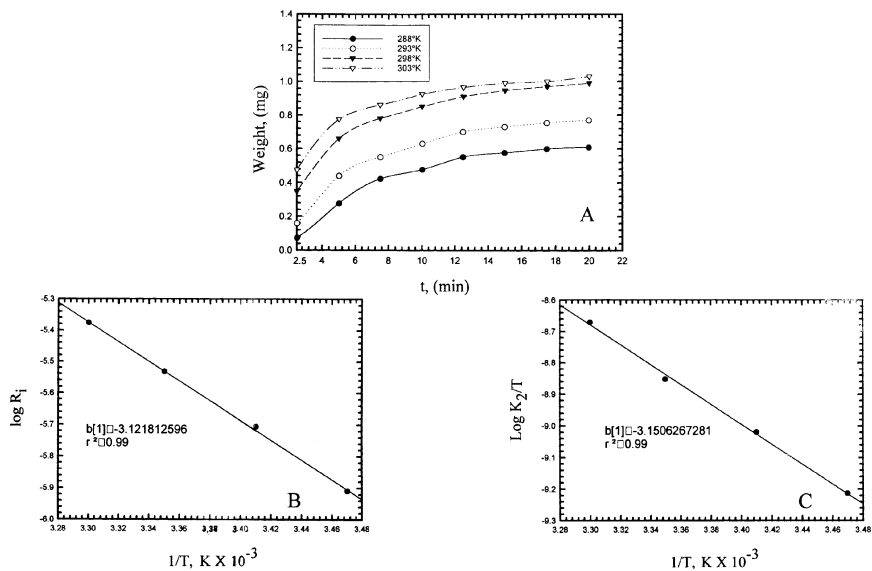 1.4
1.2
1.0
0.8
0.6
0.4
0.2
0.0
Weight, (mg)
288°K
293°K
298°K
303°K
A
2.5 4 6 8 10 12 14 16 18 20 22
t, (min)
-5.3
-5.4
-5.5
-5.6
-5.7
-5.8
-5.9
-6.0
log Ri
b[1]□-3.121812596
r ²□0.99
B
3.28 3.30 3.32 3.34 3.36 3.38 3.40 3.42 3.44 3.46 3.48
1/T, K X 10-3
-8.6
-8.7
-8.8
-8.9
-9.0
-9.1
-9.2
-9.3
Log K2/T
b[1]□-3.1506267281
r ²□0.99
C
3.28 3.30 3.32 3.34 3.36 3.38 3.40 3.42 3.44 3.46 3.48
1/T, K X 10-3